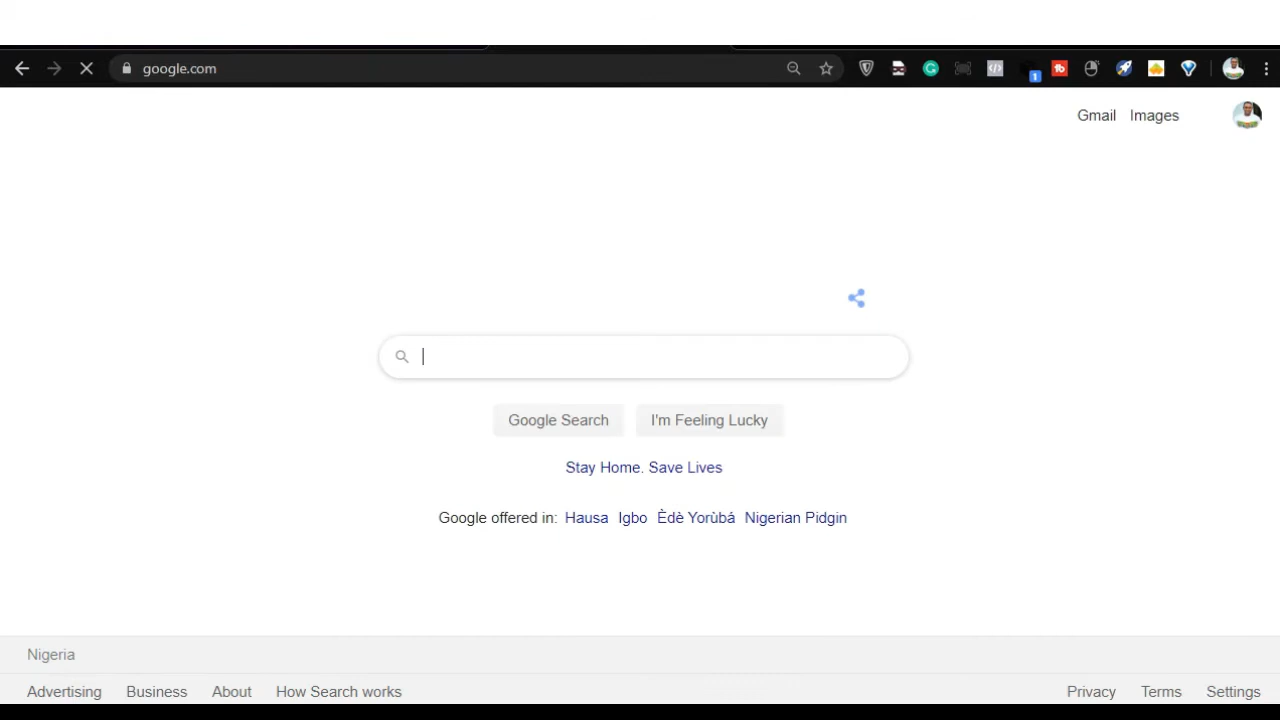 google.com
1
Gmail Images
Google Search I'm Feeling Lucky
Stay Home. Save Lives
Google offered in: Hausa Igbo Èdè Yorùbá Nigerian Pidgin
Nigeria
Advertising Business About How Search works Privacy Terms Settings